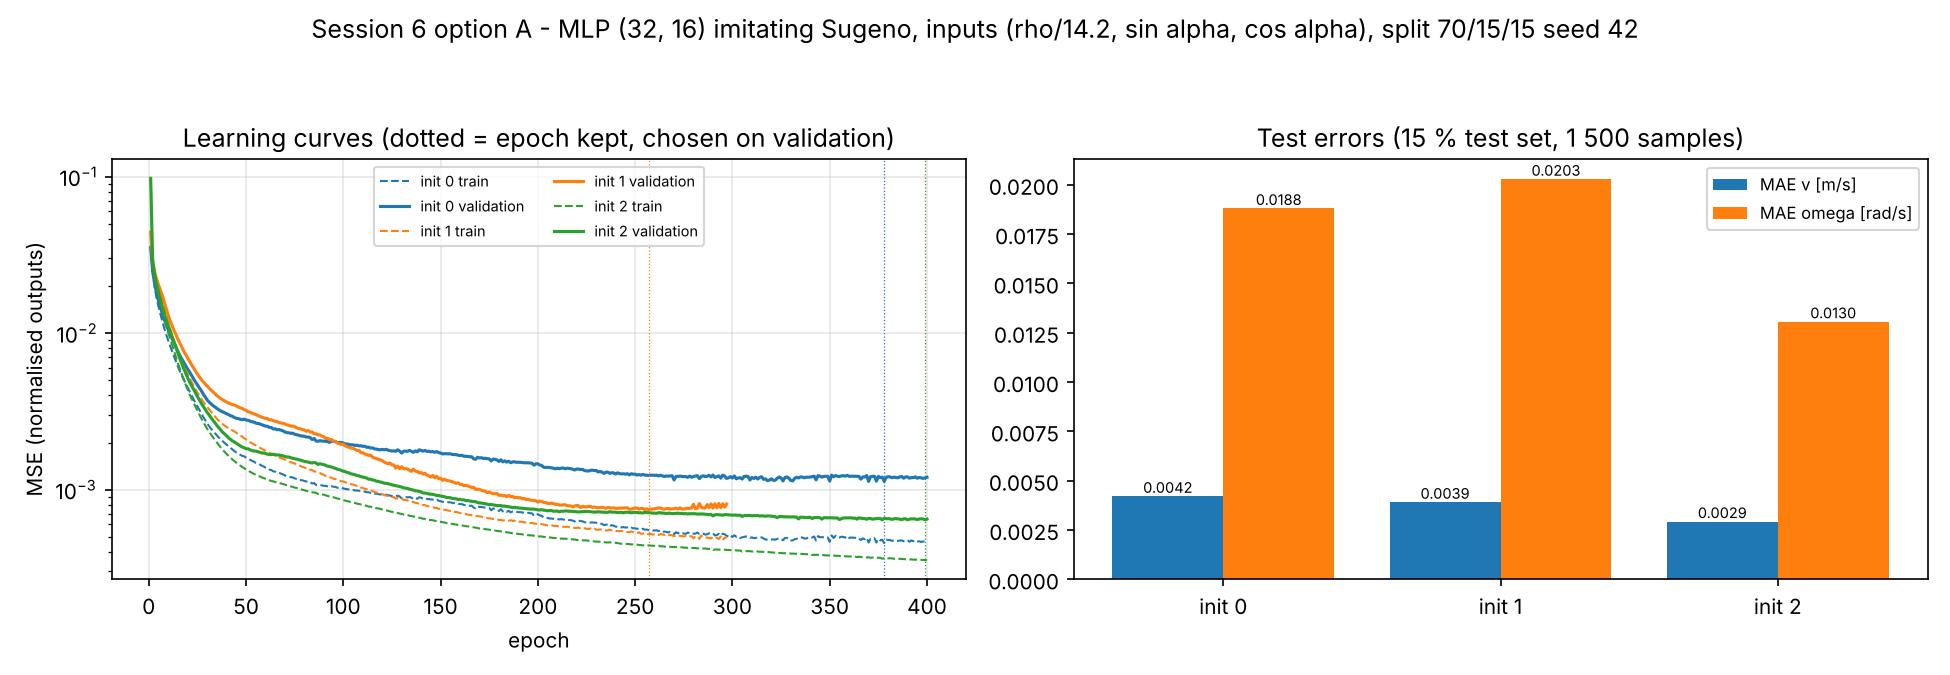 Session 6 option A - MLP (32, 16) imitating Sugeno, inputs (rho/14.2, sin alpha, cos alpha), split 70/15/15 seed 42
Learning curves (dotted = epoch kept, chosen on validation)
MSE (normalised outputs)
10⁻¹
10⁻²
10⁻³
init 0 train
init 0 validation
init 1 train
init 1 validation
init 2 train
init 2 validation
0 50 100 150 200 250 300 350 400
epoch
Test errors (15 % test set, 1 500 samples)
0.0200
0.0175
0.0150
0.0125
0.0100
0.0075
0.0050
0.0025
0.0000
MAE v [m/s]
MAE omega [rad/s]
0.0042
0.0188
0.0039
0.0203
0.0029
0.0130
init 0 init 1 init 2